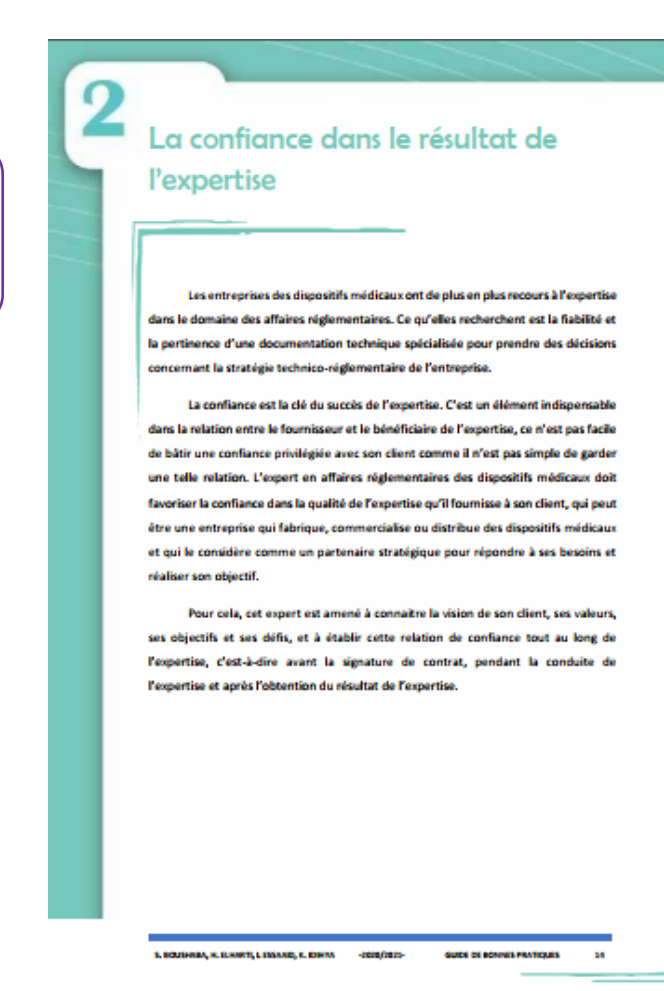 2
La confiance dans le résultat de
l'expertise
Les entreprises des dispositifs médicaux ont de plus en plus recours à l'expertise
dans le domaine des affaires réglementaires. Ce qu'elles recherchent est la fiabilité et
la pertinence d'une documentation technique spécialisée pour prendre des décisions
concernant la stratégie technico-réglementaire de l'entreprise.
La confiance est la clé du succès de l'expertise. C'est un élément indispensable
dans la relation entre le fournisseur et le bénéficiaire de l'expertise, ce n'est pas facile
de bâtir une confiance privilégiée avec son client comme il n'est pas simple de garder
une telle relation. L'expert en affaires réglementaires des dispositifs médicaux doit
favoriser la confiance dans la qualité de l'expertise qu'il fournisse à son client, qui peut
être une entreprise qui fabrique, commercialise ou distribue des dispositifs médicaux
et qui le considère comme un partenaire stratégique pour répondre à ses besoins et
réaliser son objectif.
Pour cela, cet expert est amené à connaitre la vision de son client, ses valeurs,
ses objectifs et ses défis, et à établir cette relation de confiance tout au long de
l'expertise, c'est-à-dire avant la signature de contrat, pendant la conduite de
l'expertise et après l'obtention du résultat de l'expertise.
S. BOUSHABA, H. ELHARTI, I. ESSAAID, K. -2020/2021- GUIDE DE BONNES PRATIQUES 14